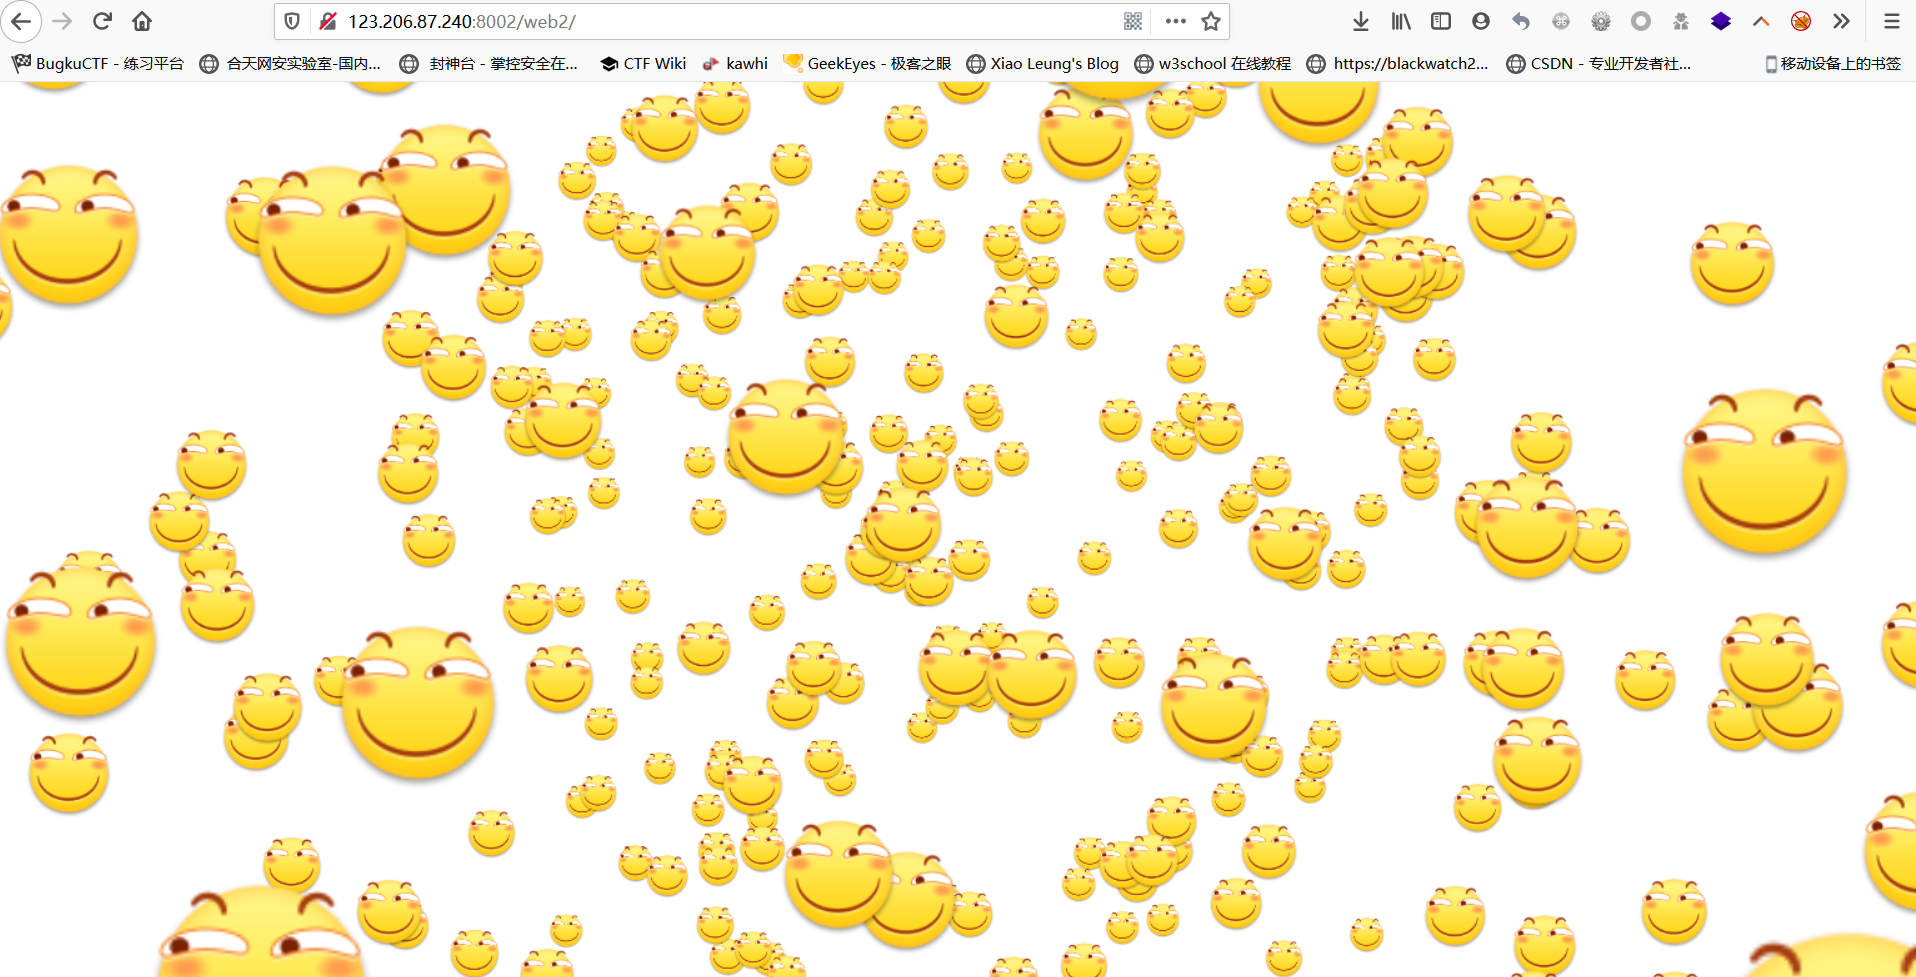 123.206.87.240:8002/web2/
BugkuCTF - 练习平台 合天网安实验室-国内... 封神台 - 掌控安全在... CTF Wiki kawhi GeekEyes - 极客之眼 Xiao Leung's Blog w3school 在线教程 https://blackwatch2... CSDN - 专业开发者社... 移动设备上的书签